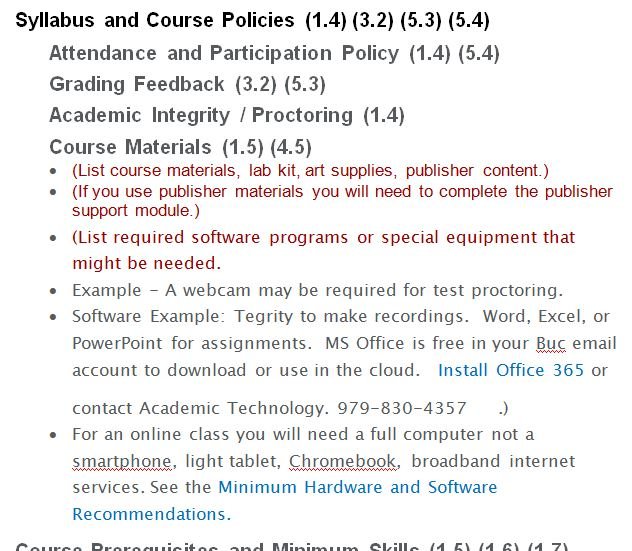 Syllabus and Course Policies (1.4) (3.2) (5.3) (5.4)
Attendance and Participation Policy (1.4) (5.4)
Grading Feedback (3.2) (5.3)
Academic Integrity / Proctoring (1.4)
Course Materials (1.5) (4.5)
• (List course materials, lab kit, art supplies, publisher content.)
• (If you use publisher materials you will need to complete the publisher
support module.)
• (List required software programs or special equipment that
might be needed.
• Example – A webcam may be required for test proctoring.
• Software Example: Tegrity to make recordings. Word, Excel, or
PowerPoint for assignments. MS Office is free in your Buc email
account to download or use in the cloud. Install Office 365 or
contact Academic Technology. 979-830-4357 .)
• For an online class you will need a full computer not a
smartphone, light tablet, Chromebook, broadband internet
services. See the Minimum Hardware and Software
Recommendations.
Course Prerequisites and Minimum Skills (1.5) (1.6) (1.7)